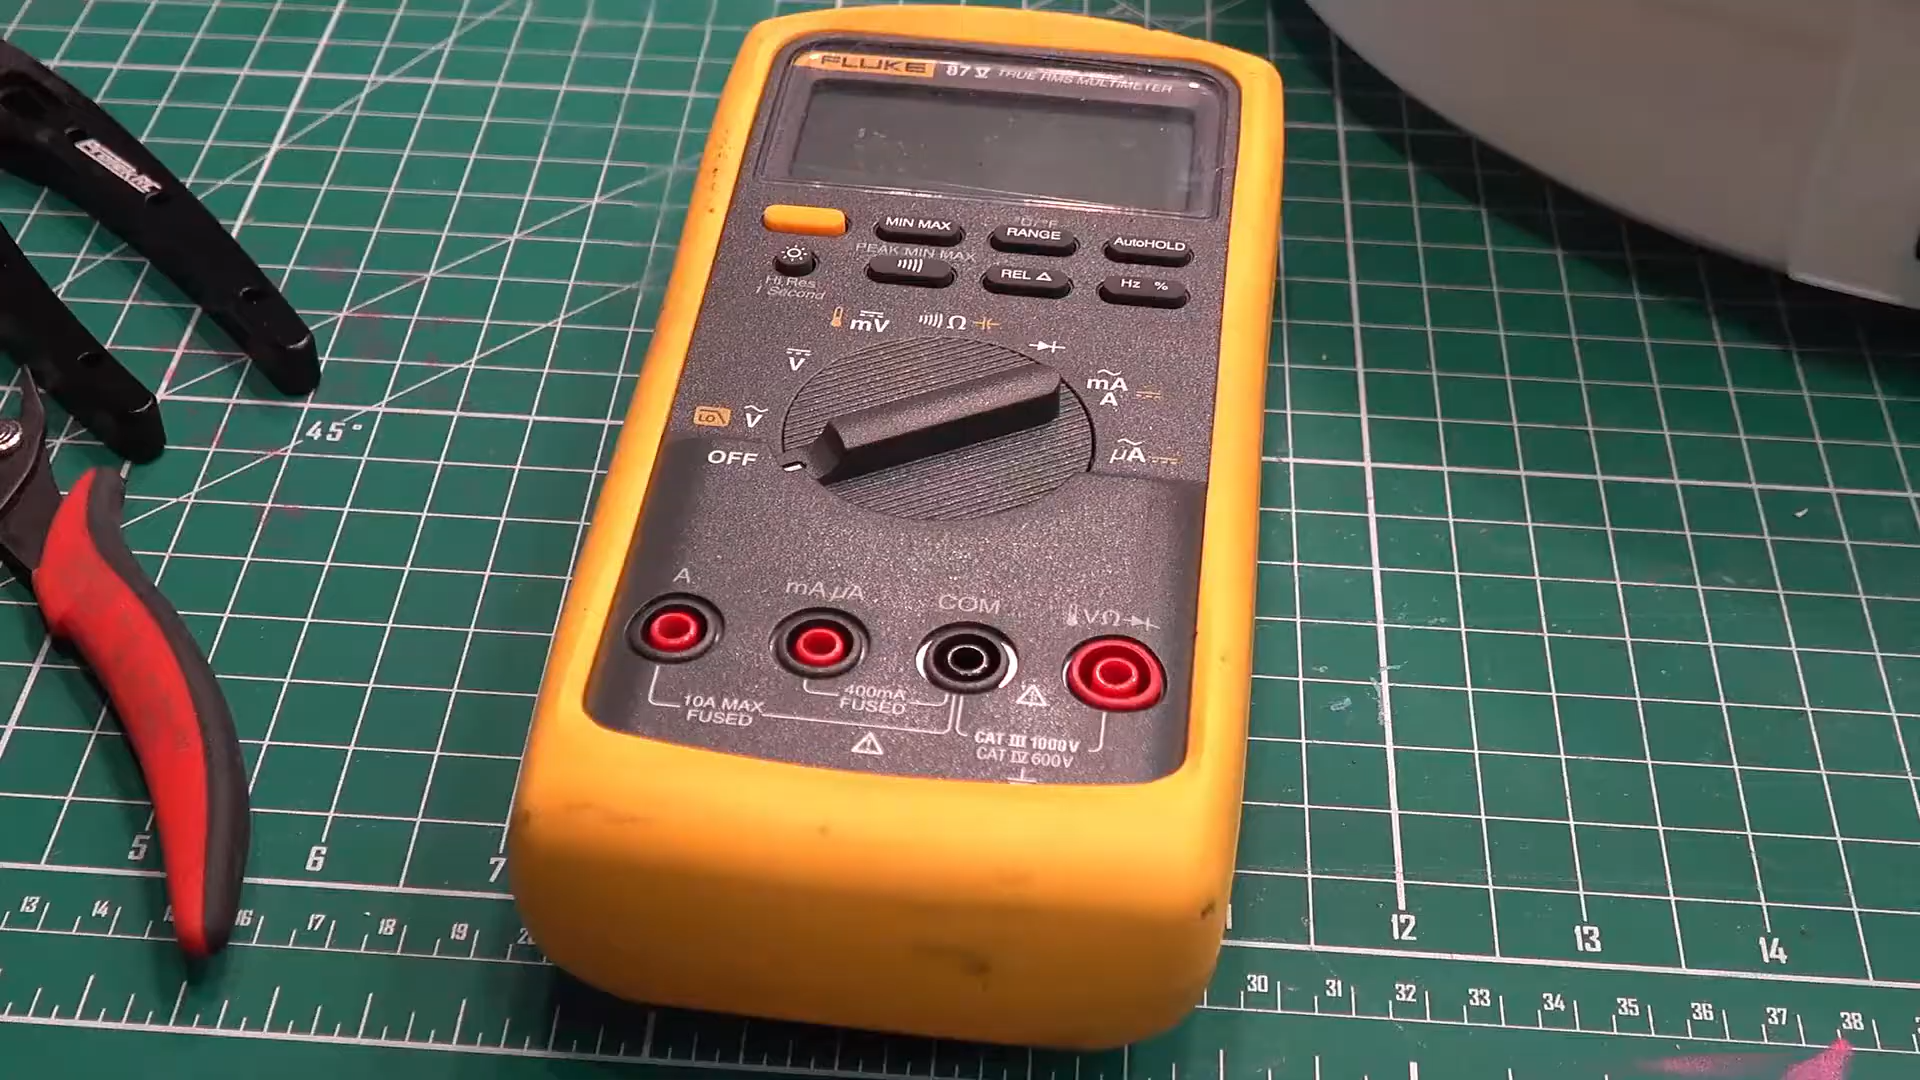 FLUKE 87 V TRUE RMS MULTIMETER
MIN MAX
°C/°F
RANGE
AutoHOLD
PEAK MIN MAX
REL △
Hz %
Hi Res
1 Second
mV
Ω
V
mA
A
LO
V
OFF
µA
A
mA µA
COM
VΩ
10A MAX
FUSED
400mA
FUSED
CAT III 1000V
CAT IV 600V
45°
5 6 7 12 13 14
13 14 16 17 18 19 30 31 32 33 34 35 36 37 38